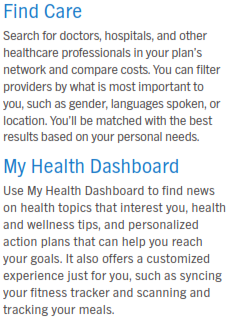 Find Care
Search for doctors, hospitals, and other
healthcare professionals in your plan's
network and compare costs. You can filter
providers by what is most important to
you, such as gender, languages spoken, or
location. You'll be matched with the best
results based on your personal needs.
My Health Dashboard
Use My Health Dashboard to find news
on health topics that interest you, health
and wellness tips, and personalized
action plans that can help you reach
your goals. It also offers a customized
experience just for you, such as syncing
your fitness tracker and scanning and
tracking your meals.